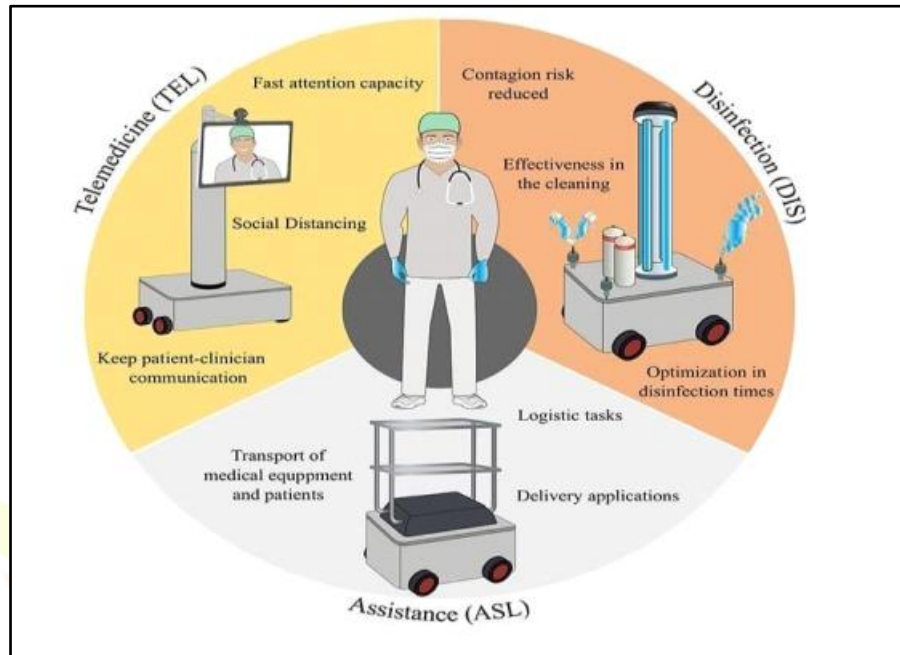 Telemedicine (TEL)
Fast attention capacity
Social Distancing
Keep patient-clinician
communication
Disinfection (DIS)
Contagion risk
reduced
Effectiveness in
the cleaning
Optimization in
disinfection times
Logistic tasks
Transport of
medical equppment
and patients
Delivery applications
Assistance (ASL)